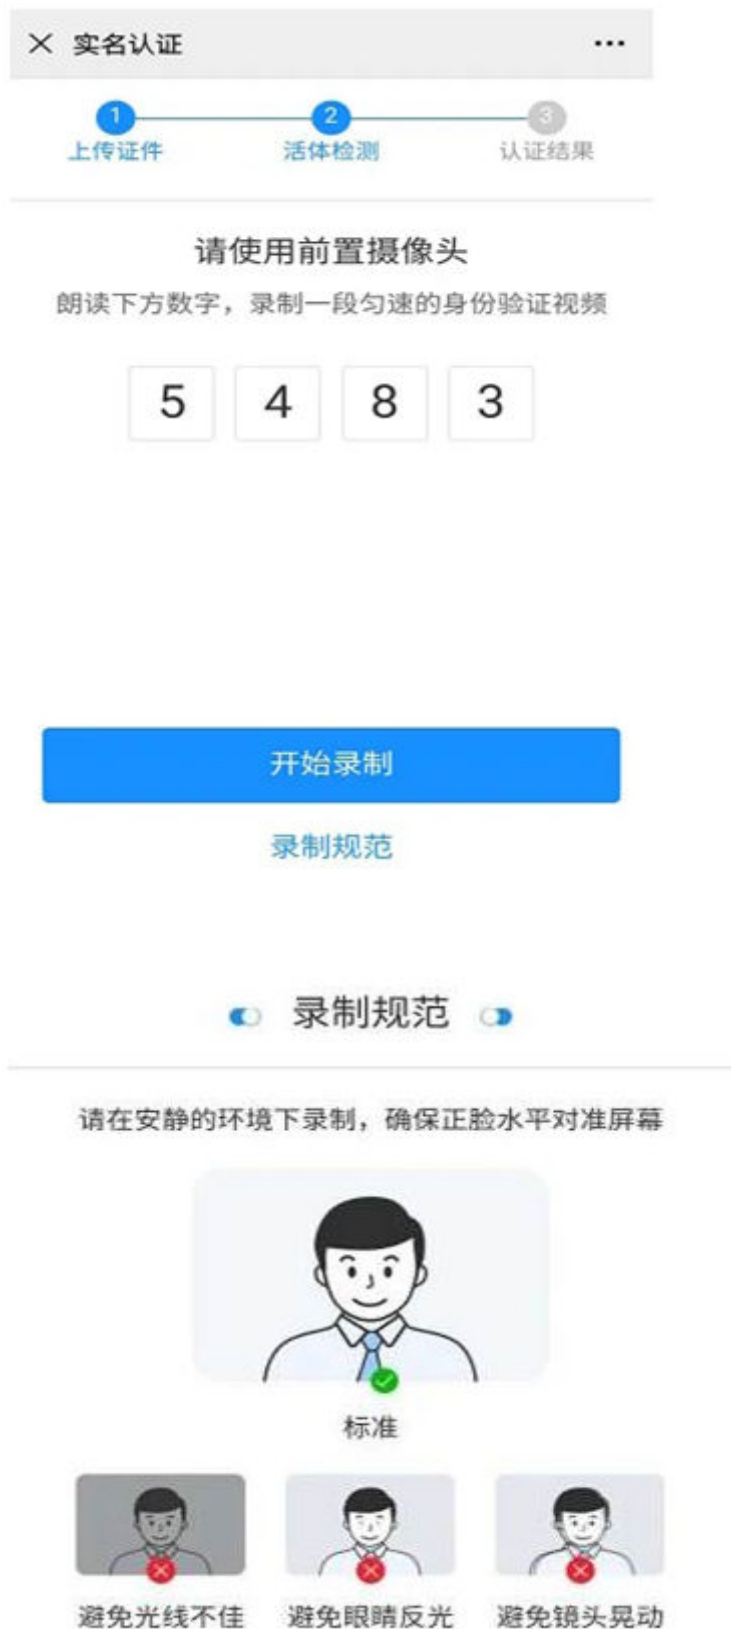 实名认证
1 2 3
上传证件 活体检测 认证结果
请使用前置摄像头
朗读下方数字，录制一段匀速的身份验证视频
5 4 8 3
开始录制
录制规范
录制规范
请在安静的环境下录制，确保正脸水平对准屏幕
标准
避免光线不佳 避免眼睛反光 避免镜头晃动